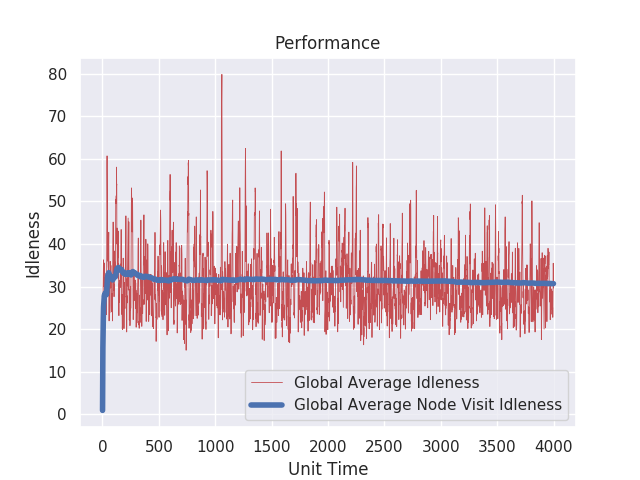 Performance
80
70
60
50
40
30
20
10
0
Idleness
Global Average Idleness
Global Average Node Visit Idleness
0 500 1000 1500 2000 2500 3000 3500 4000
Unit Time